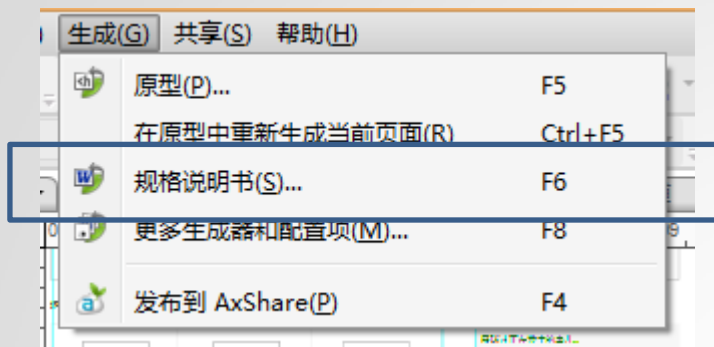 生成(G) 共享(S) 帮助(H)
原型(P)... F5
在原型中重新生成当前页面(R) Ctrl+F5
规格说明书(S)... F6
更多生成器和配置项(M)... F8
发布到 AxShare(P) F4